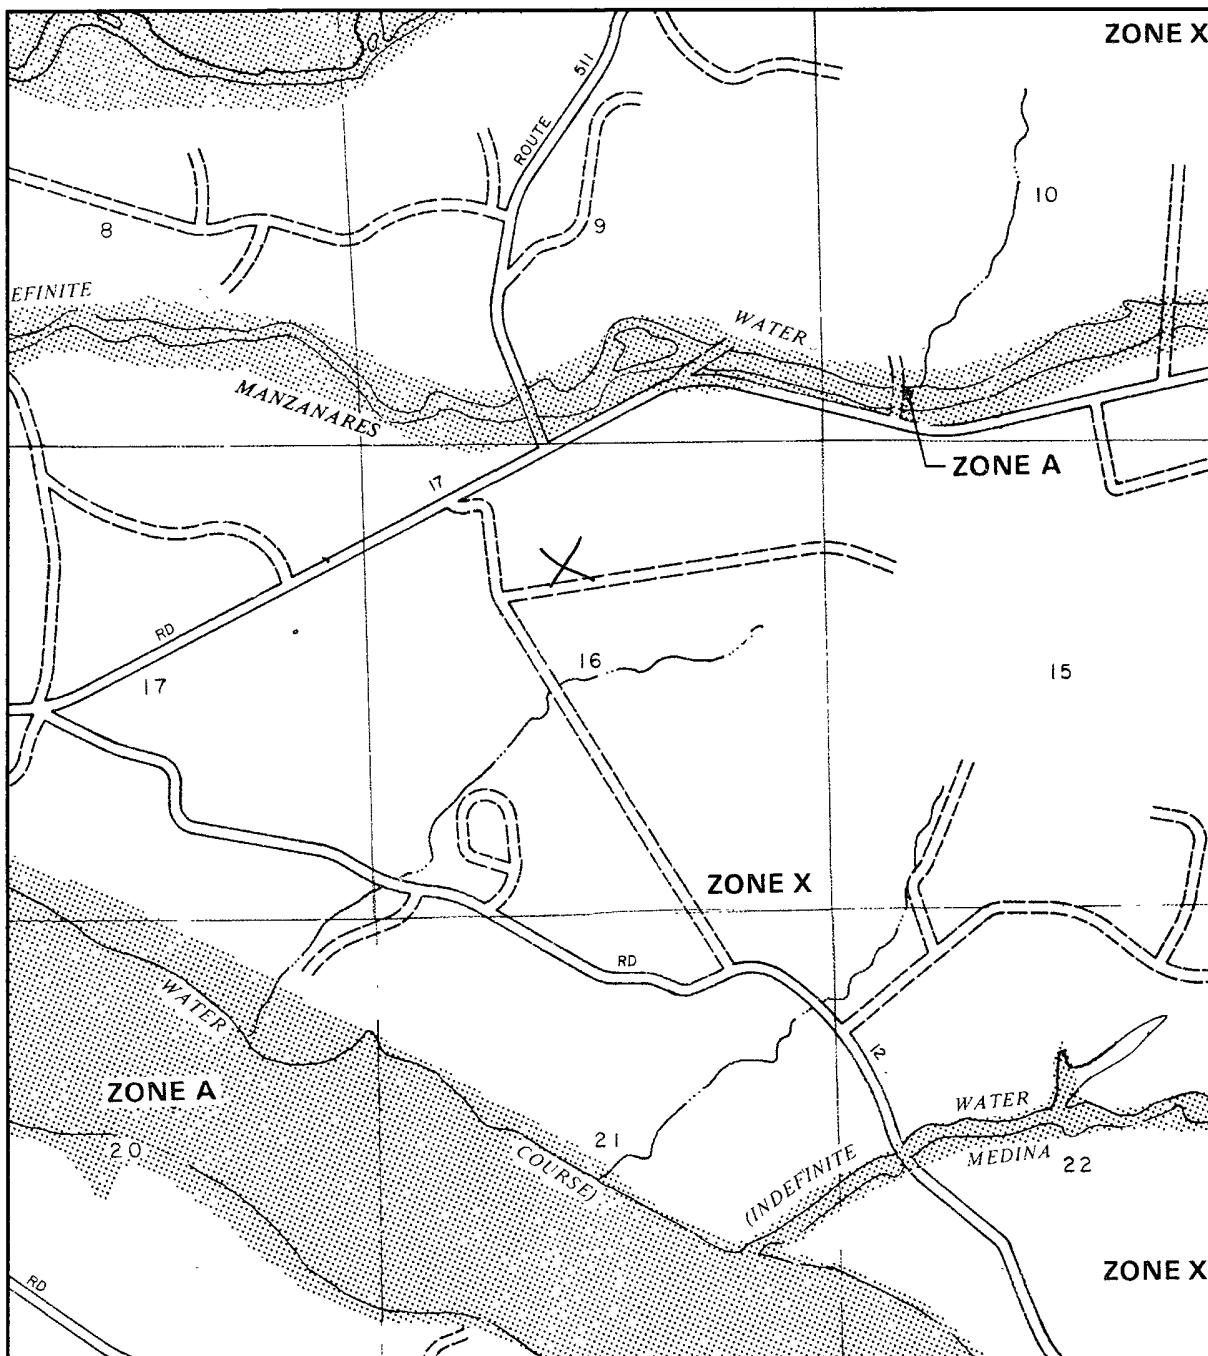 ZONE X
511
ROUTE
10
8
9
EFINITE
WATER
MANZANARES
ZONE A
17
RD
16
17
15
ZONE X
RD
WATER
12
ZONE A
WATER
21
20
COURSE)
(INDEFINITE
MEDINA
22
ZONE X
RD